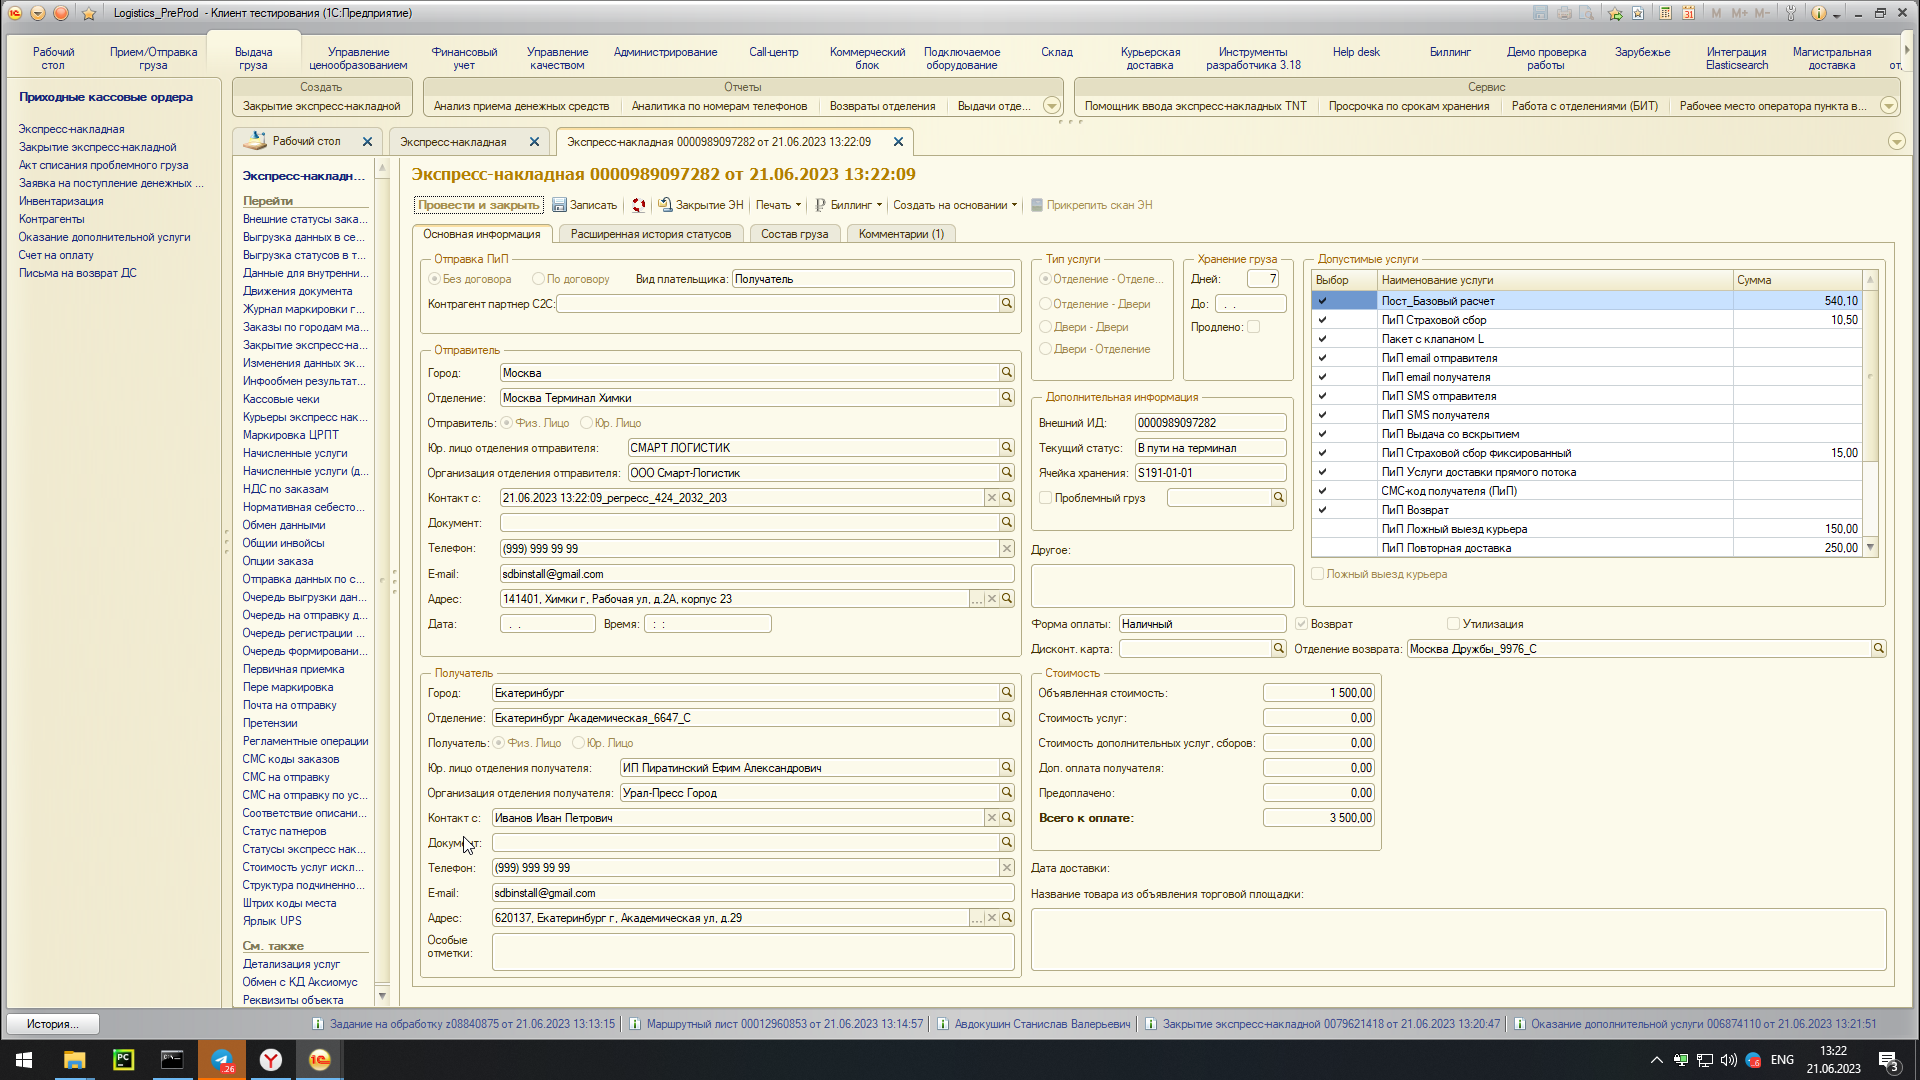 Logistics_PreProd - Клиент тестирования (1С:Предприятие)
M M+ M-
Рабочий стол
Прием/Отправка груза
Выдача груза
Управление ценообразованием
Финансовый учет
Управление качеством
Администрирование
Call-центр
Коммерческий блок
Подключаемое оборудование
Склад
Курьерская доставка
Инструменты разработчика 3.18
Help desk
Биллинг
Демо проверка работы
Зарубежье
Интеграция Elasticsearch
Магистральная доставка
от,
Приходные кассовые ордера
Экспресс-накладная
Закрытие экспресс-накладной
Акт списания проблемного груза
Заявка на поступление денежных ...
Инвентаризация
Контрагенты
Оказание дополнительной услуги
Счет на оплату
Письма на возврат ДС
Создать
Закрытие экспресс-накладной
Отчеты
Анализ приема денежных средств
Аналитика по номерам телефонов
Возвраты отделения
Выдачи отде...
Сервис
Помощник ввода экспресс-накладных TNT
Просрочка по срокам хранения
Работа с отделениями (БИТ)
Рабочее место оператора пункта в...
Рабочий стол
Экспресс-накладная
Экспресс-накладная 0000989097282 от 21.06.2023 13:22:09
Экспресс-накладн...
Перейти
Внешние статусы зака...
Выгрузка данных в се...
Выгрузка статусов в т...
Данные для внутренни...
Движения документа
Журнал маркировки г...
Заказы по городам ма...
Закрытие экспресс-на...
Изменения данных эк...
Инфообмен результат...
Кассовые чеки
Курьеры экспресс нак...
Маркировка ЦРПТ
Начисленные услуги
Начисленные услуги (д...
НДС по заказам
Нормативная себесто...
Обмен данными
Общии инвойсы
Опции заказа
Отправка данных по с...
Очередь выгрузки дан...
Очередь на отправку д...
Очередь регистрации ...
Очередь формировани...
Первичная приемка
Пере маркировка
Почта на отправку
Претензии
Регламентные операции
СМС коды заказов
СМС на отправку
СМС на отправку по ус...
Соответствие описани...
Статус патнеров
Статусы экспресс нак...
Стоимость услуг искл...
Структура подчиненно...
Штрих коды места
Ярлык UPS
См. также
Детализация услуг
Обмен с КД Аксиомус
Реквизиты объекта
Экспресс-накладная 0000989097282 от 21.06.2023 13:22:09
Провести и закрыть
Записать
Закрытие ЭН
Печать
Биллинг
Создать на основании
Прикрепить скан ЭН
Основная информация
Расширенная история статусов
Состав груза
Комментарии (1)
Отправка ПиП
Без договора
По договору
Вид плательщика: Получатель
Контрагент партнер С2С:
Отправитель
Город: Москва
Отделение: Москва Терминал Химки
Отправитель: Физ. Лицо Юр. Лицо
Юр. лицо отделения отправителя: СМАРТ ЛОГИСТИК
Организация отделения отправителя: ООО Смарт-Логистик
Контакт с: 21.06.2023 13:22:09_регресс_424_2032_203
Документ:
Телефон: (999) 999 99 99
E-mail: sdbinstall@gmail.com
Адрес: 141401, Химки г, Рабочая ул, д.2А, корпус 23
Дата: . . Время: : :
Получатель
Город: Екатеринбург
Отделение: Екатеринбург Академическая_6647_С
Получатель: Физ. Лицо Юр. Лицо
Юр. лицо отделения получателя: ИП Пиратинский Ефим Александрович
Организация отделения получателя: Урал-Пресс Город
Контакт с: Иванов Иван Петрович
Документ:
Телефон: (999) 999 99 99
E-mail: sdbinstall@gmail.com
Адрес: 620137, Екатеринбург г, Академическая ул, д.29
Особые отметки:
Тип услуги
Отделение - Отделе...
Отделение - Двери
Двери - Двери
Двери - Отделение
Хранение груза
Дней: 7
До: . .
Продлено:
Дополнительная информация
Внешний ИД: 0000989097282
Текущий статус: В пути на терминал
Ячейка хранения: S191-01-01
Проблемный груз
Другое:
Допустимые услуги
Выбор Наименование услуги Сумма
Пост_Базовый расчет 540,10
ПиП Страховой сбор 10,50
Пакет с клапаном L
ПиП email отправителя
ПиП email получателя
ПиП SMS отправителя
ПиП SMS получателя
ПиП Выдача со вскрытием
ПиП Страховой сбор фиксированный 15,00
ПиП Услуги доставки прямого потока
СМС-код получателя (ПиП)
ПиП Возврат
ПиП Ложный выезд курьера 150,00
ПиП Повторная доставка 250,00
Ложный выезд курьера
Форма оплаты: Наличный
Возврат
Утилизация
Дисконт. карта:
Отделение возврата: Москва Дружбы_9976_С
Стоимость
Объявленная стоимость: 1 500,00
Стоимость услуг: 0,00
Стоимость дополнительных услуг, сборов: 0,00
Доп. оплата получателя: 0,00
Предоплачено: 0,00
Всего к оплате: 3 500,00
Дата доставки:
Название товара из объявления торговой площадки:
История...
Задание на обработку z08840875 от 21.06.2023 13:13:15
Маршрутный лист 00012960853 от 21.06.2023 13:14:57
Авдокушин Станислав Валерьевич
Закрытие экспресс-накладной 0079621418 от 21.06.2023 13:20:47
Оказание дополнительной услуги 006874110 от 21.06.2023 13:21:51
PC
26
ENG
13:22
21.06.2023
3